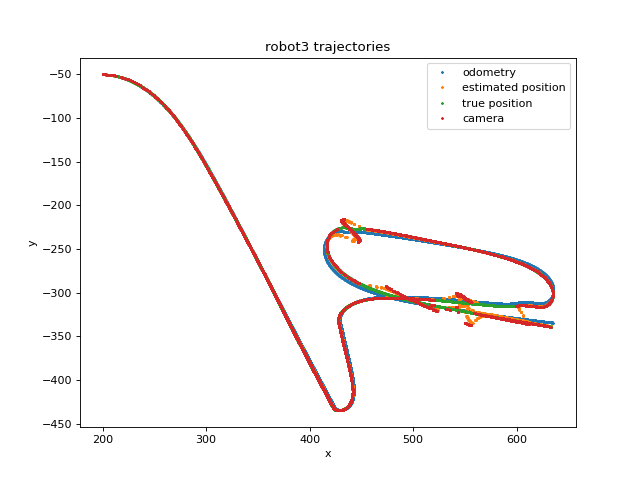 robot3 trajectories
odometry
estimated position
true position
camera
y
−50
−100
−150
−200
−250
−300
−350
−400
−450
200
300
400
500
600
x